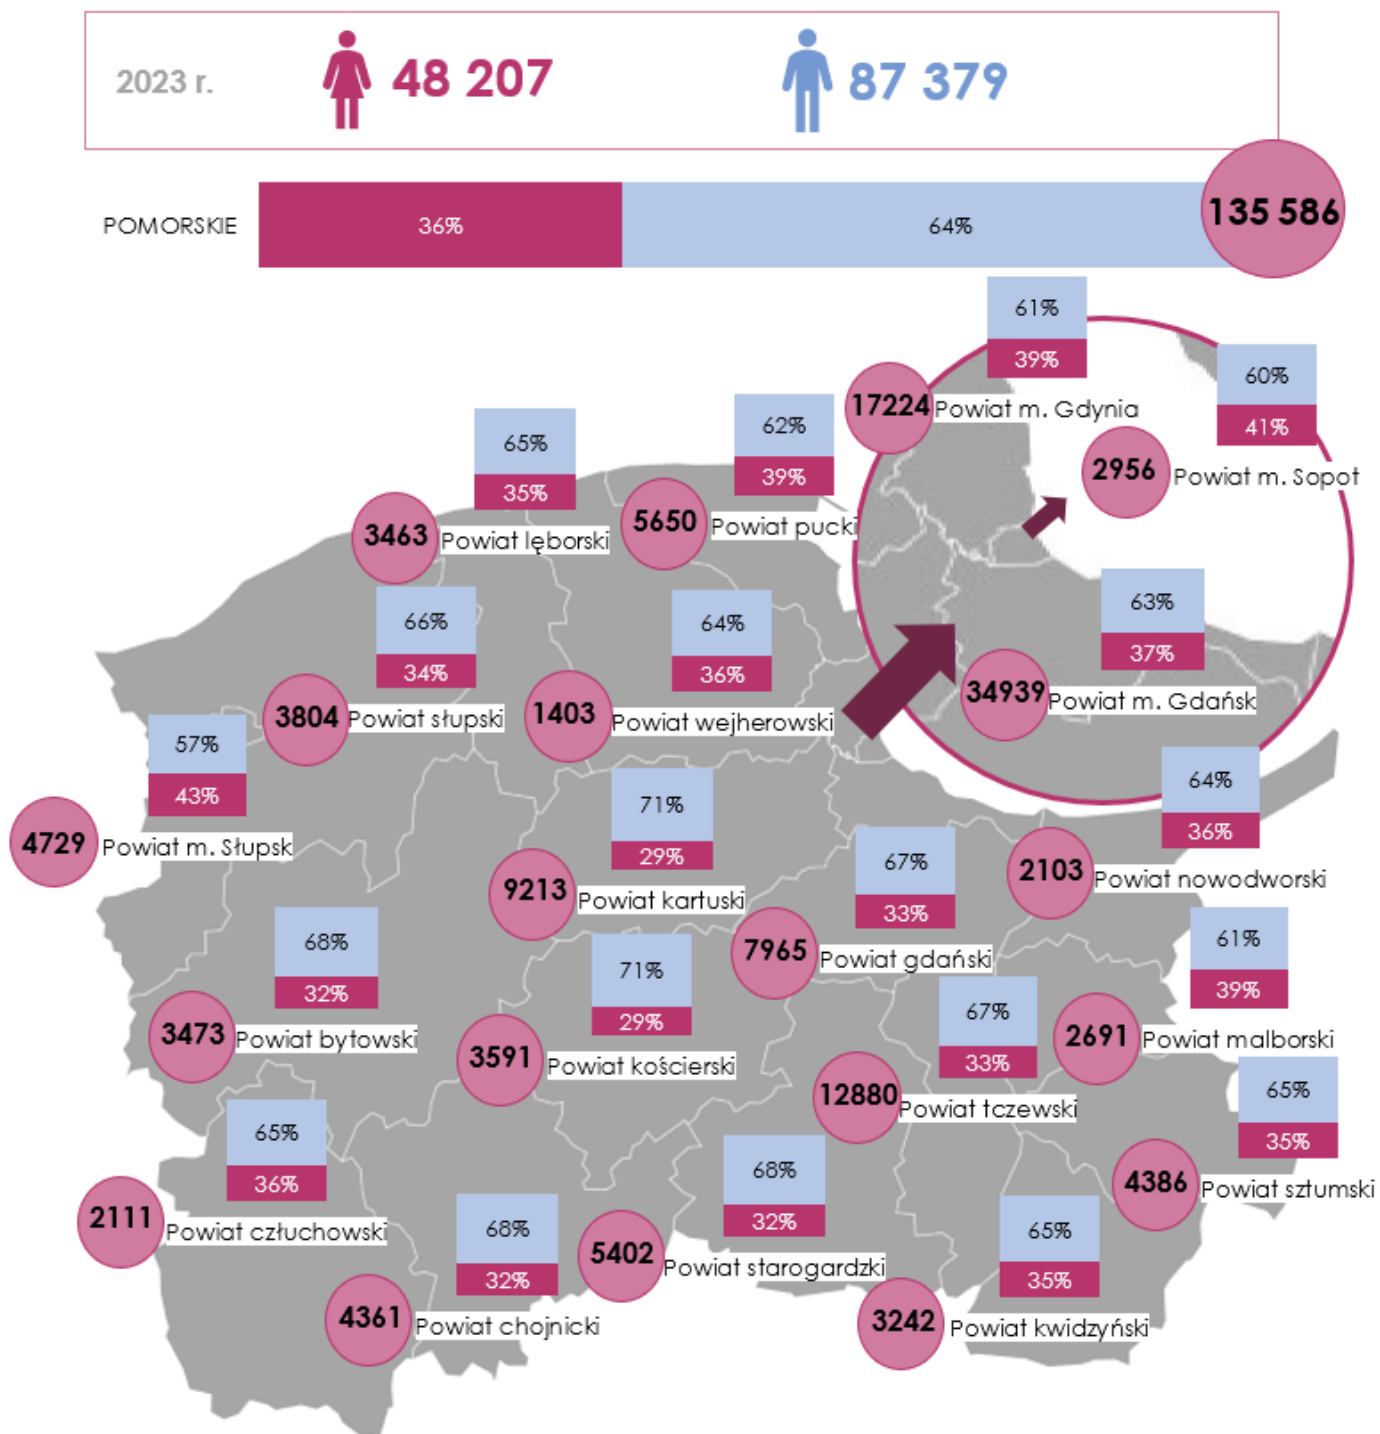 2023 r.
48 207
87 379
POMORSKIE
36%
64%
135 586
61%
39%
17224
Powiat m. Gdynia
60%
41%
2956
Powiat m. Sopot
65%
35%
3463
Powiat lęborski
62%
39%
5650
Powiat pucki
66%
34%
3804
Powiat słupski
64%
36%
1403
Powiat wejherowski
63%
37%
34939
Powiat m. Gdańsk
57%
43%
4729
Powiat m. Słupsk
71%
29%
9213
Powiat kartuski
67%
33%
7965
Powiat gdański
64%
36%
2103
Powiat nowodworski
68%
32%
3473
Powiat bytowski
71%
29%
3591
Powiat kościerski
67%
33%
12880
Powiat tczewski
61%
39%
2691
Powiat malborski
65%
36%
2111
Powiat człuchowski
68%
32%
4361
Powiat chojnicki
68%
32%
5402
Powiat starogardzki
65%
35%
3242
Powiat kwidzyński
65%
35%
4386
Powiat sztumski